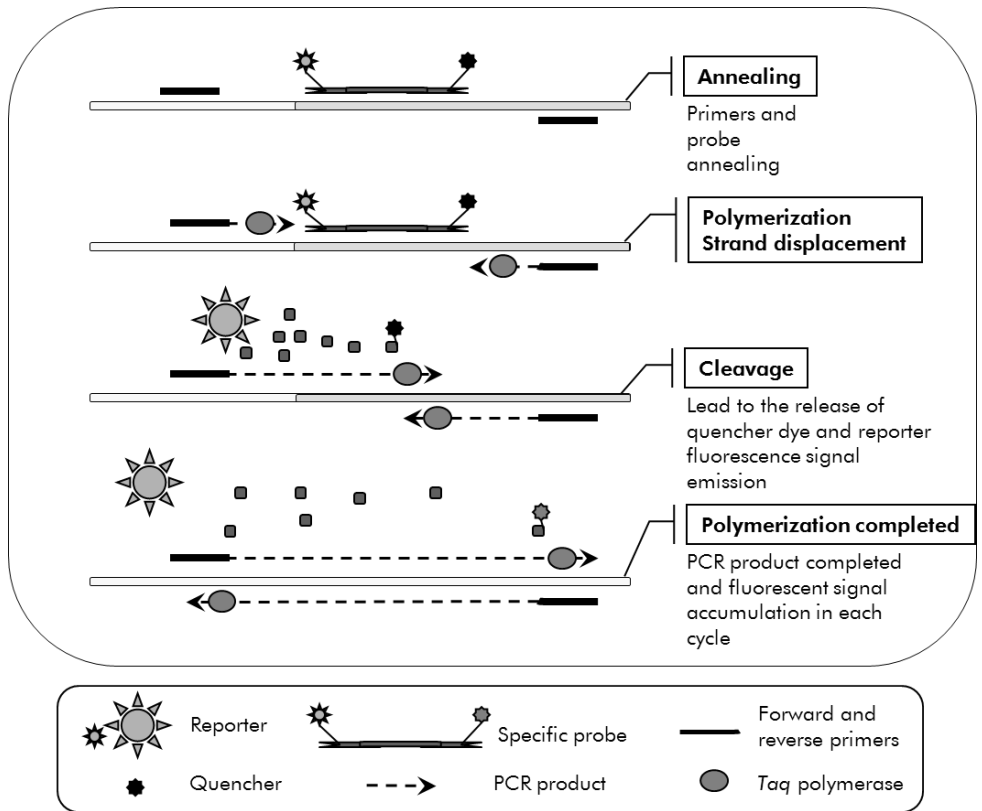 Annealing
Primers and
probe
annealing
Polymerization
Strand displacement
Cleavage
Lead to the release of
quencher dye and reporter
fluorescence signal
emission
Polymerization completed
PCR product completed
and fluorescent signal
accumulation in each
cycle
Reporter
Specific probe
Forward and
reverse primers
Quencher
PCR product
Taq polymerase